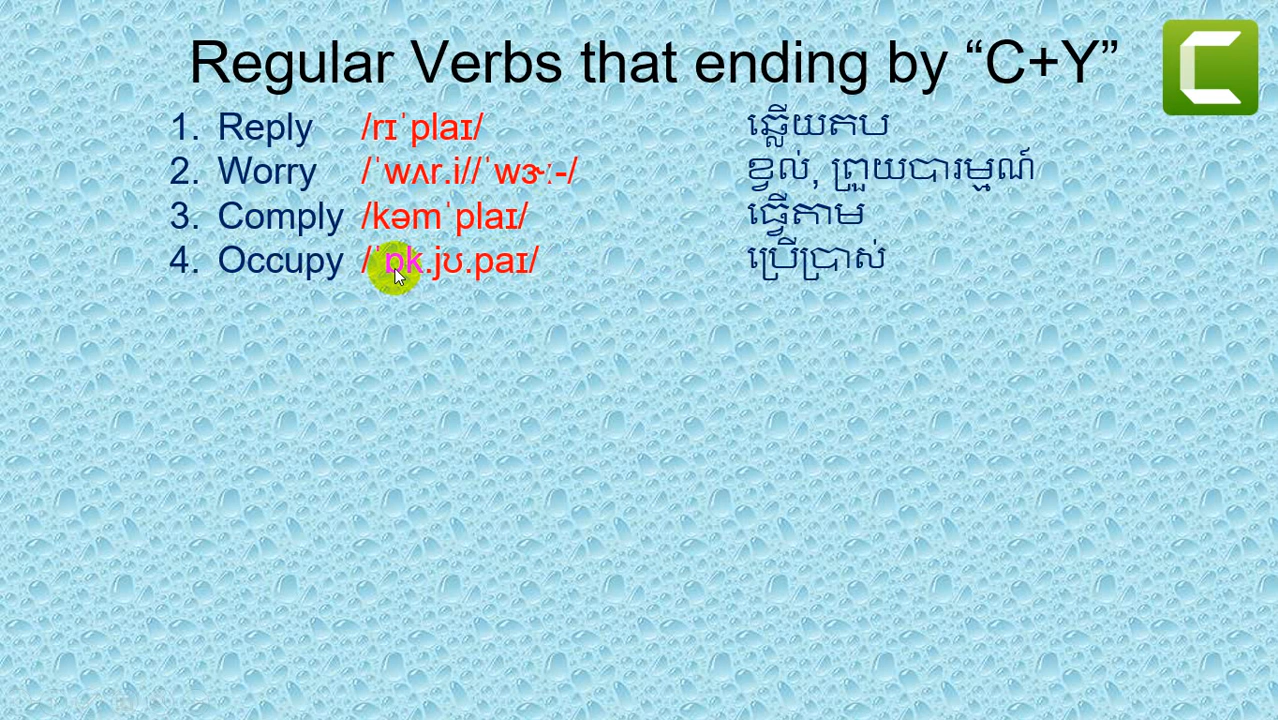 Regular Verbs that ending by “C+Y”
1. Reply /rɪˈplaɪ/ ឆ្លើយតប
2. Worry /ˈwʌr.i//ˈwɝː-/ ខ្វល់, ព្រួយបារម្មណ៍
3. Comply /kəmˈplaɪ/ ធ្វើតាម
4. Occupy /ˈɒk.jʊ.paɪ/ ប្រើប្រាស់